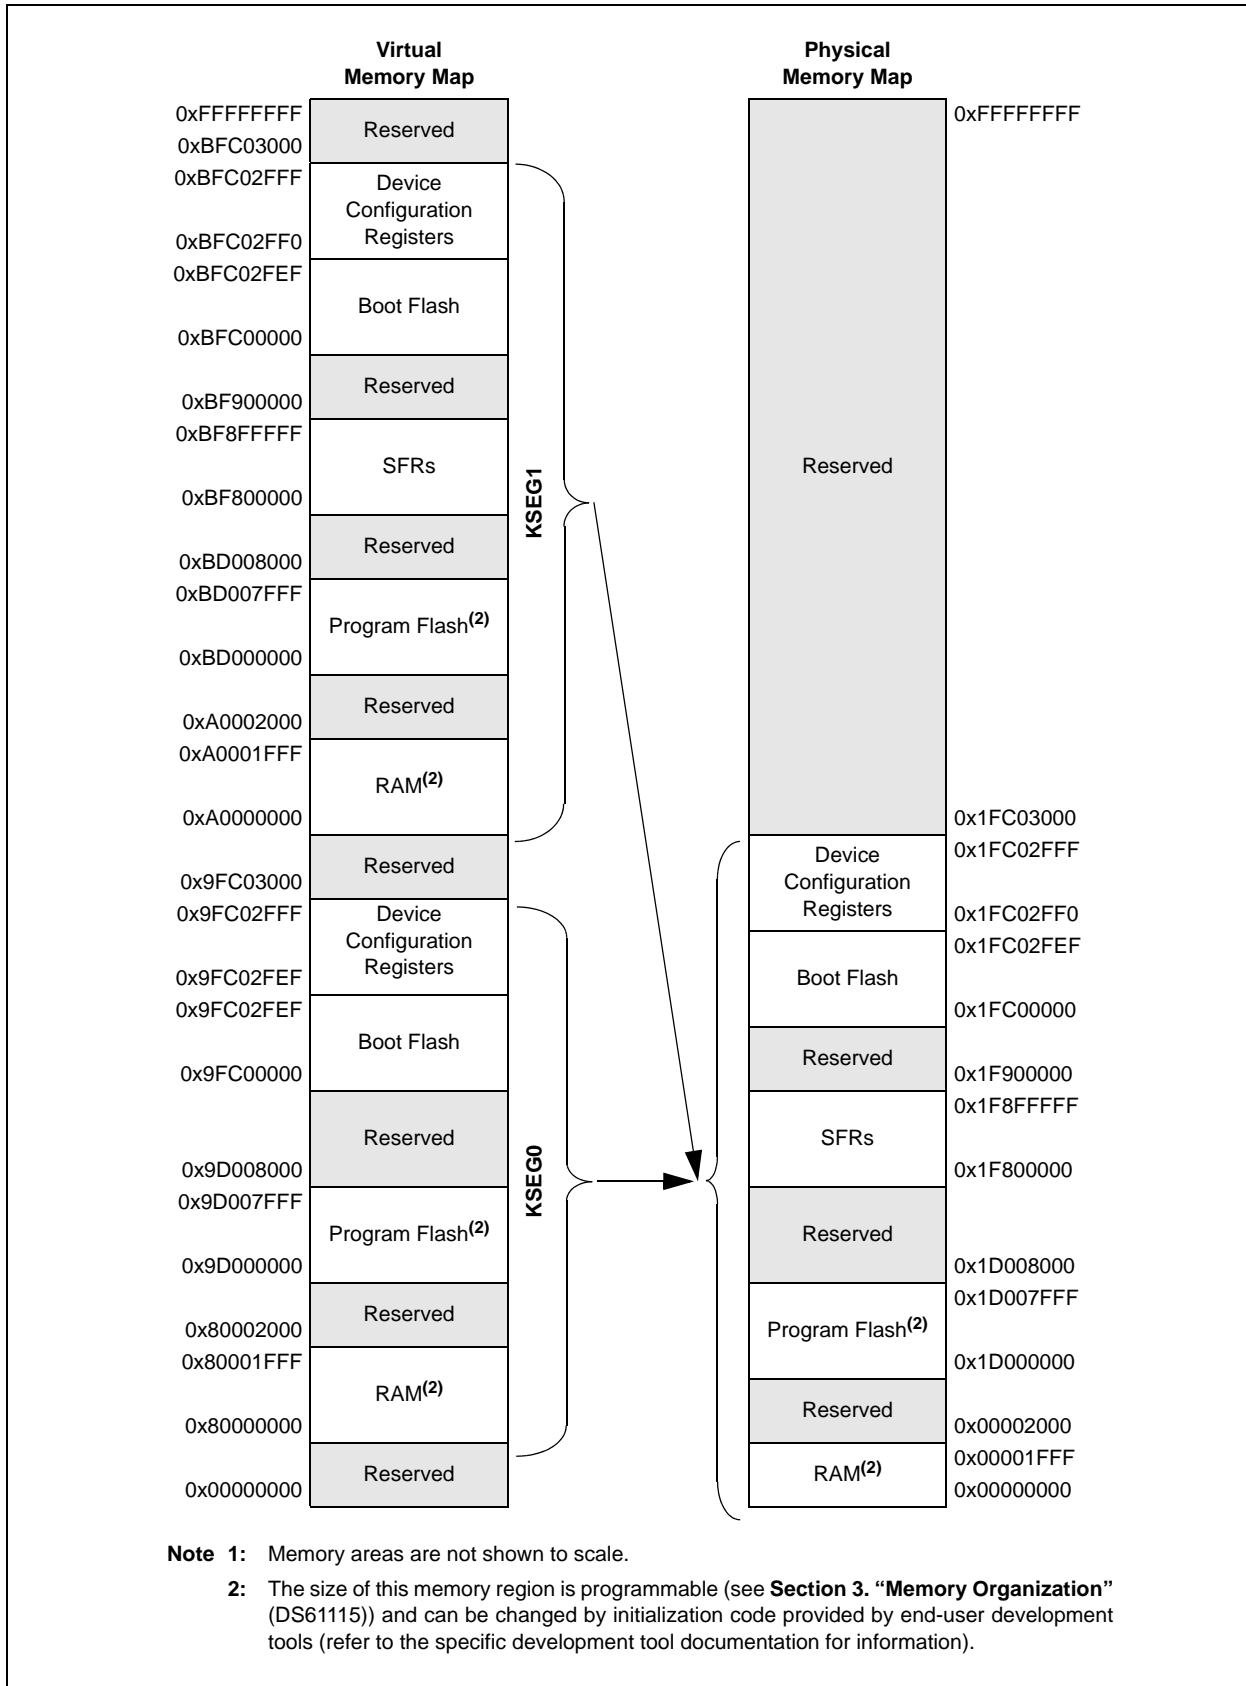 Virtual
Memory Map
0xFFFFFFFF
Reserved
0xBFC03000
0xBFC02FFF
Device
Configuration
Registers
0xBFC02FF0
0xBFC02FEF
Boot Flash
0xBFC00000
Reserved
0xBF900000
0xBF8FFFFF
SFRs
0xBF800000
Reserved
0xBD008000
0xBD007FFF
Program Flash(2)
0xBD000000
Reserved
0xA0002000
0xA0001FFF
RAM(2)
0xA0000000
Reserved
0x9FC03000
0x9FC02FFF
Device
Configuration
Registers
0x9FC02FEF
0x9FC02FEF
Boot Flash
0x9FC00000
Reserved
0x9D008000
0x9D007FFF
Program Flash(2)
0x9D000000
Reserved
0x80002000
0x80001FFF
RAM(2)
0x80000000
Reserved
0x00000000
KSEG1
KSEG0
Physical
Memory Map
0xFFFFFFFF
Reserved
0x1FC03000
0x1FC02FFF
Device
Configuration
Registers
0x1FC02FF0
0x1FC02FEF
Boot Flash
0x1FC00000
Reserved
0x1F900000
0x1F8FFFFF
SFRs
0x1F800000
Reserved
0x1D008000
0x1D007FFF
Program Flash(2)
0x1D000000
Reserved
0x00002000
0x00001FFF
RAM(2)
0x00000000
Note 1: Memory areas are not shown to scale.
2: The size of this memory region is programmable (see Section 3. “Memory Organization”
(DS61115)) and can be changed by initialization code provided by end-user development
tools (refer to the specific development tool documentation for information).